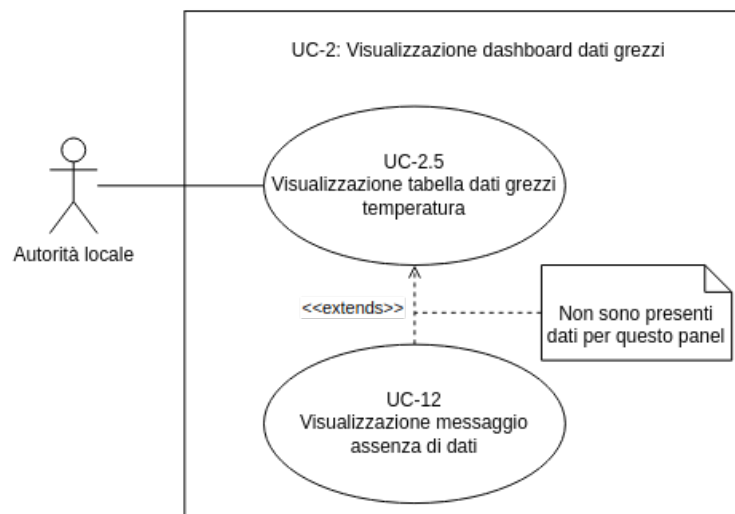 UC-2: Visualizzazione dashboard dati grezzi
UC-2.5
Visualizzazione tabella dati grezzi
temperatura
Autorità locale
<<extends>>
Non sono presenti
dati per questo panel
UC-12
Visualizzazione messaggio
assenza di dati